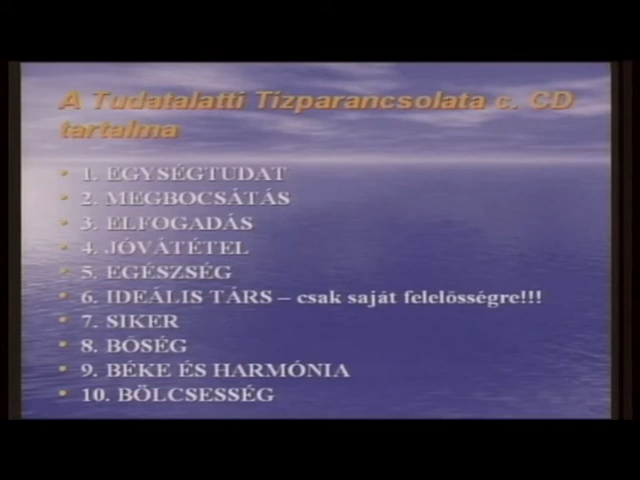 A Tudatalatti Tízparancsolata c. CD
tartalma
• 1. EGYSÉGTUDAT
• 2. MEGBOCSÁTÁS
• 3. ELFOGADÁS
• 4. JÓVÁTÉTEL
• 5. EGÉSZSÉG
• 6. IDEÁLIS TÁRS – csak saját felelősségre!!!
• 7. SIKER
• 8. BŐSÉG
• 9. BÉKE ÉS HARMÓNIA
• 10. BÖLCSESSÉG